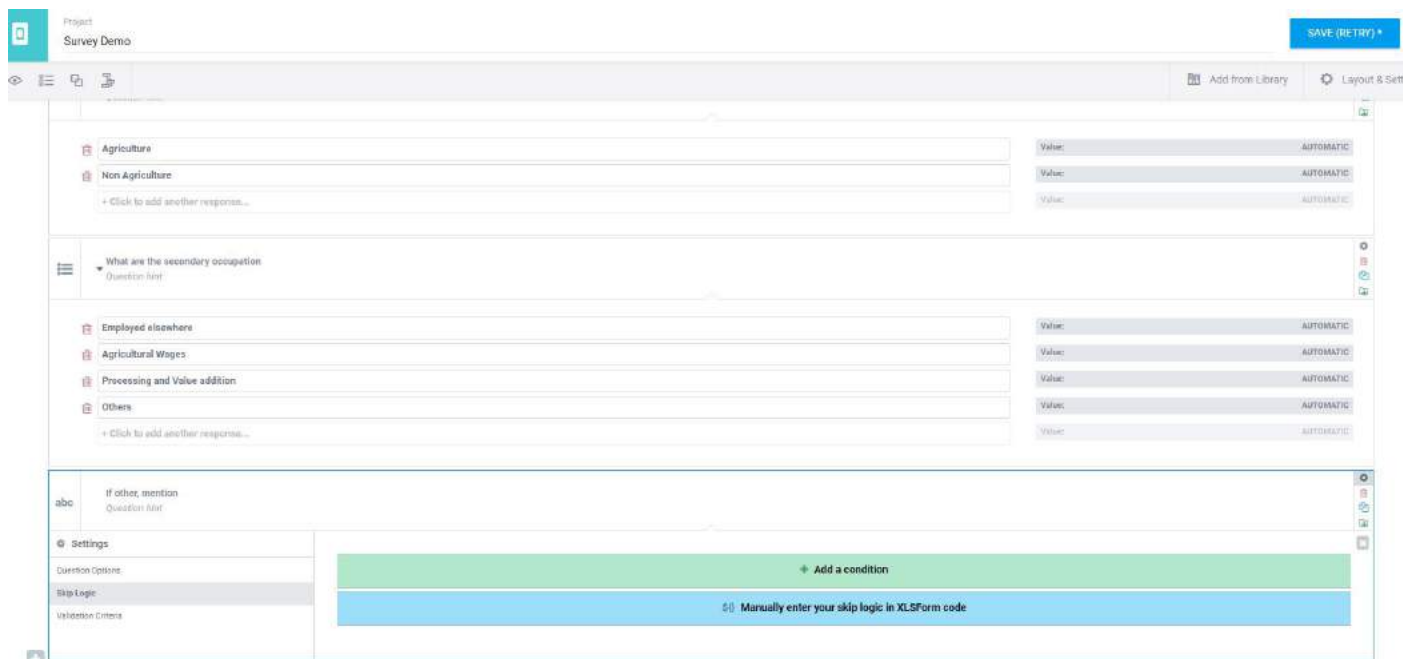 Project
Survey Demo
SAVE (RETRY) *
Add from Library
Layout & Sett
Question hint
Agriculture
Value:
AUTOMATIC
Non Agriculture
Value:
AUTOMATIC
+ Click to add another response...
Value:
AUTOMATIC
What are the secondary occupation
Question hint
Employed elsewhere
Value:
AUTOMATIC
Agricultural Wages
Value:
AUTOMATIC
Processing and Value addition
Value:
AUTOMATIC
Others
Value:
AUTOMATIC
+ Click to add another response...
Value:
AUTOMATIC
abc
If other, mention
Question hint
Settings
Question Options
Skip Logic
Validation Criteria
+ Add a condition
${} Manually enter your skip logic in XLSForm code